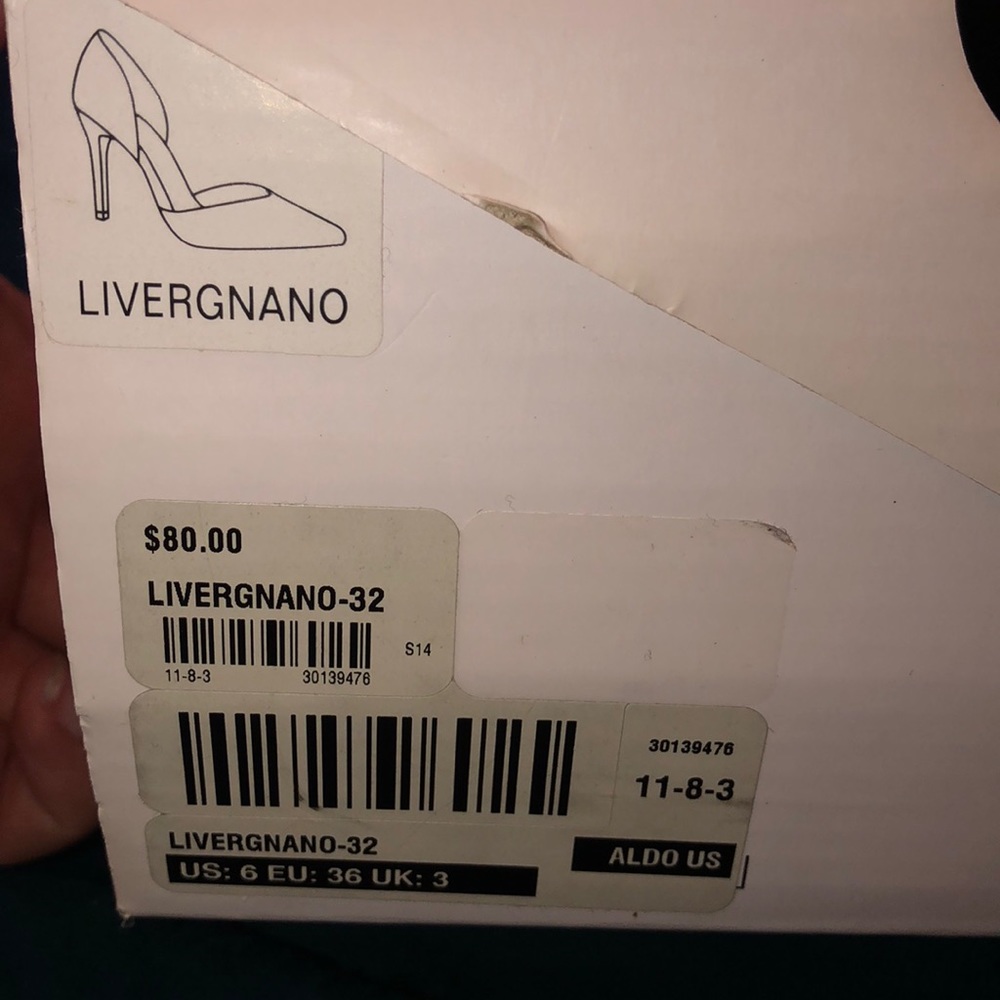 LIVERGNANO
$80.00
LIVERGNANO-32
S14
11-8-3 30139476
30139476
11-8-3
LIVERGNANO-32
ALDO US
US: 6 EU: 36 UK: 3